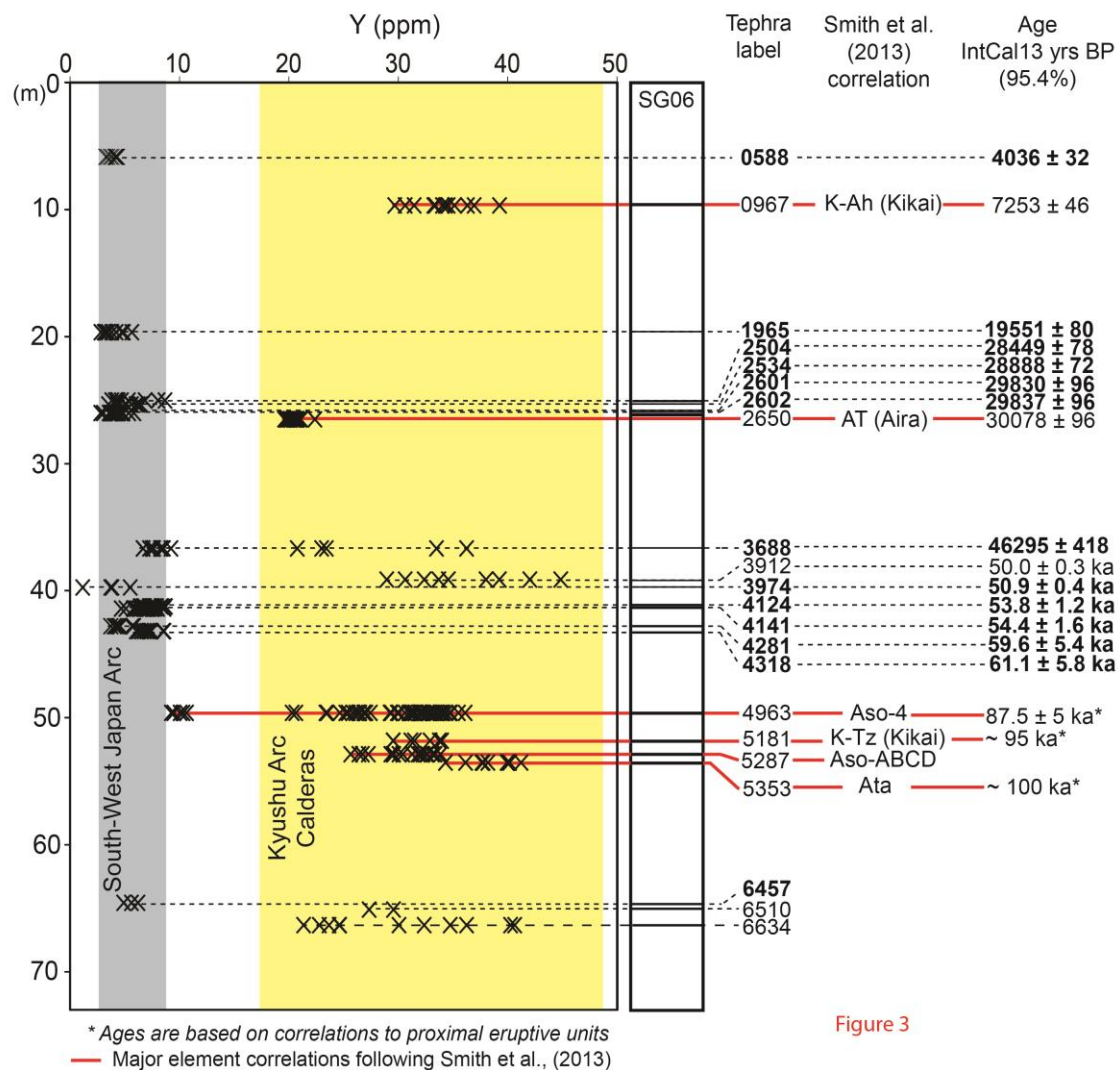 Y (ppm)
Tephra label
Smith et al. (2013) correlation
Age IntCal13 yrs BP (95.4%)
0 10 20 30 40 50
(m)
0
10
20
30
40
50
60
70
SG06
South-West Japan Arc
Kyushu Arc Calderas
0588 4036 ± 32
0967 K-Ah (Kikai) 7253 ± 46
1965 19551 ± 80
2504 28449 ± 78
2534 28888 ± 72
2601 29830 ± 96
2602 29837 ± 96
2650 AT (Aira) 30078 ± 96
3688 46295 ± 418
3912 50.0 ± 0.3 ka
3974 50.9 ± 0.4 ka
4124 53.8 ± 1.2 ka
4141 54.4 ± 1.6 ka
4281 59.6 ± 5.4 ka
4318 61.1 ± 5.8 ka
4963 Aso-4 87.5 ± 5 ka*
5181 K-Tz (Kikai) ~ 95 ka*
5287 Aso-ABCD
5353 Ata ~ 100 ka*
6457
6510
6634
* Ages are based on correlations to proximal eruptive units
Major element correlations following Smith et al., (2013)
Figure 3